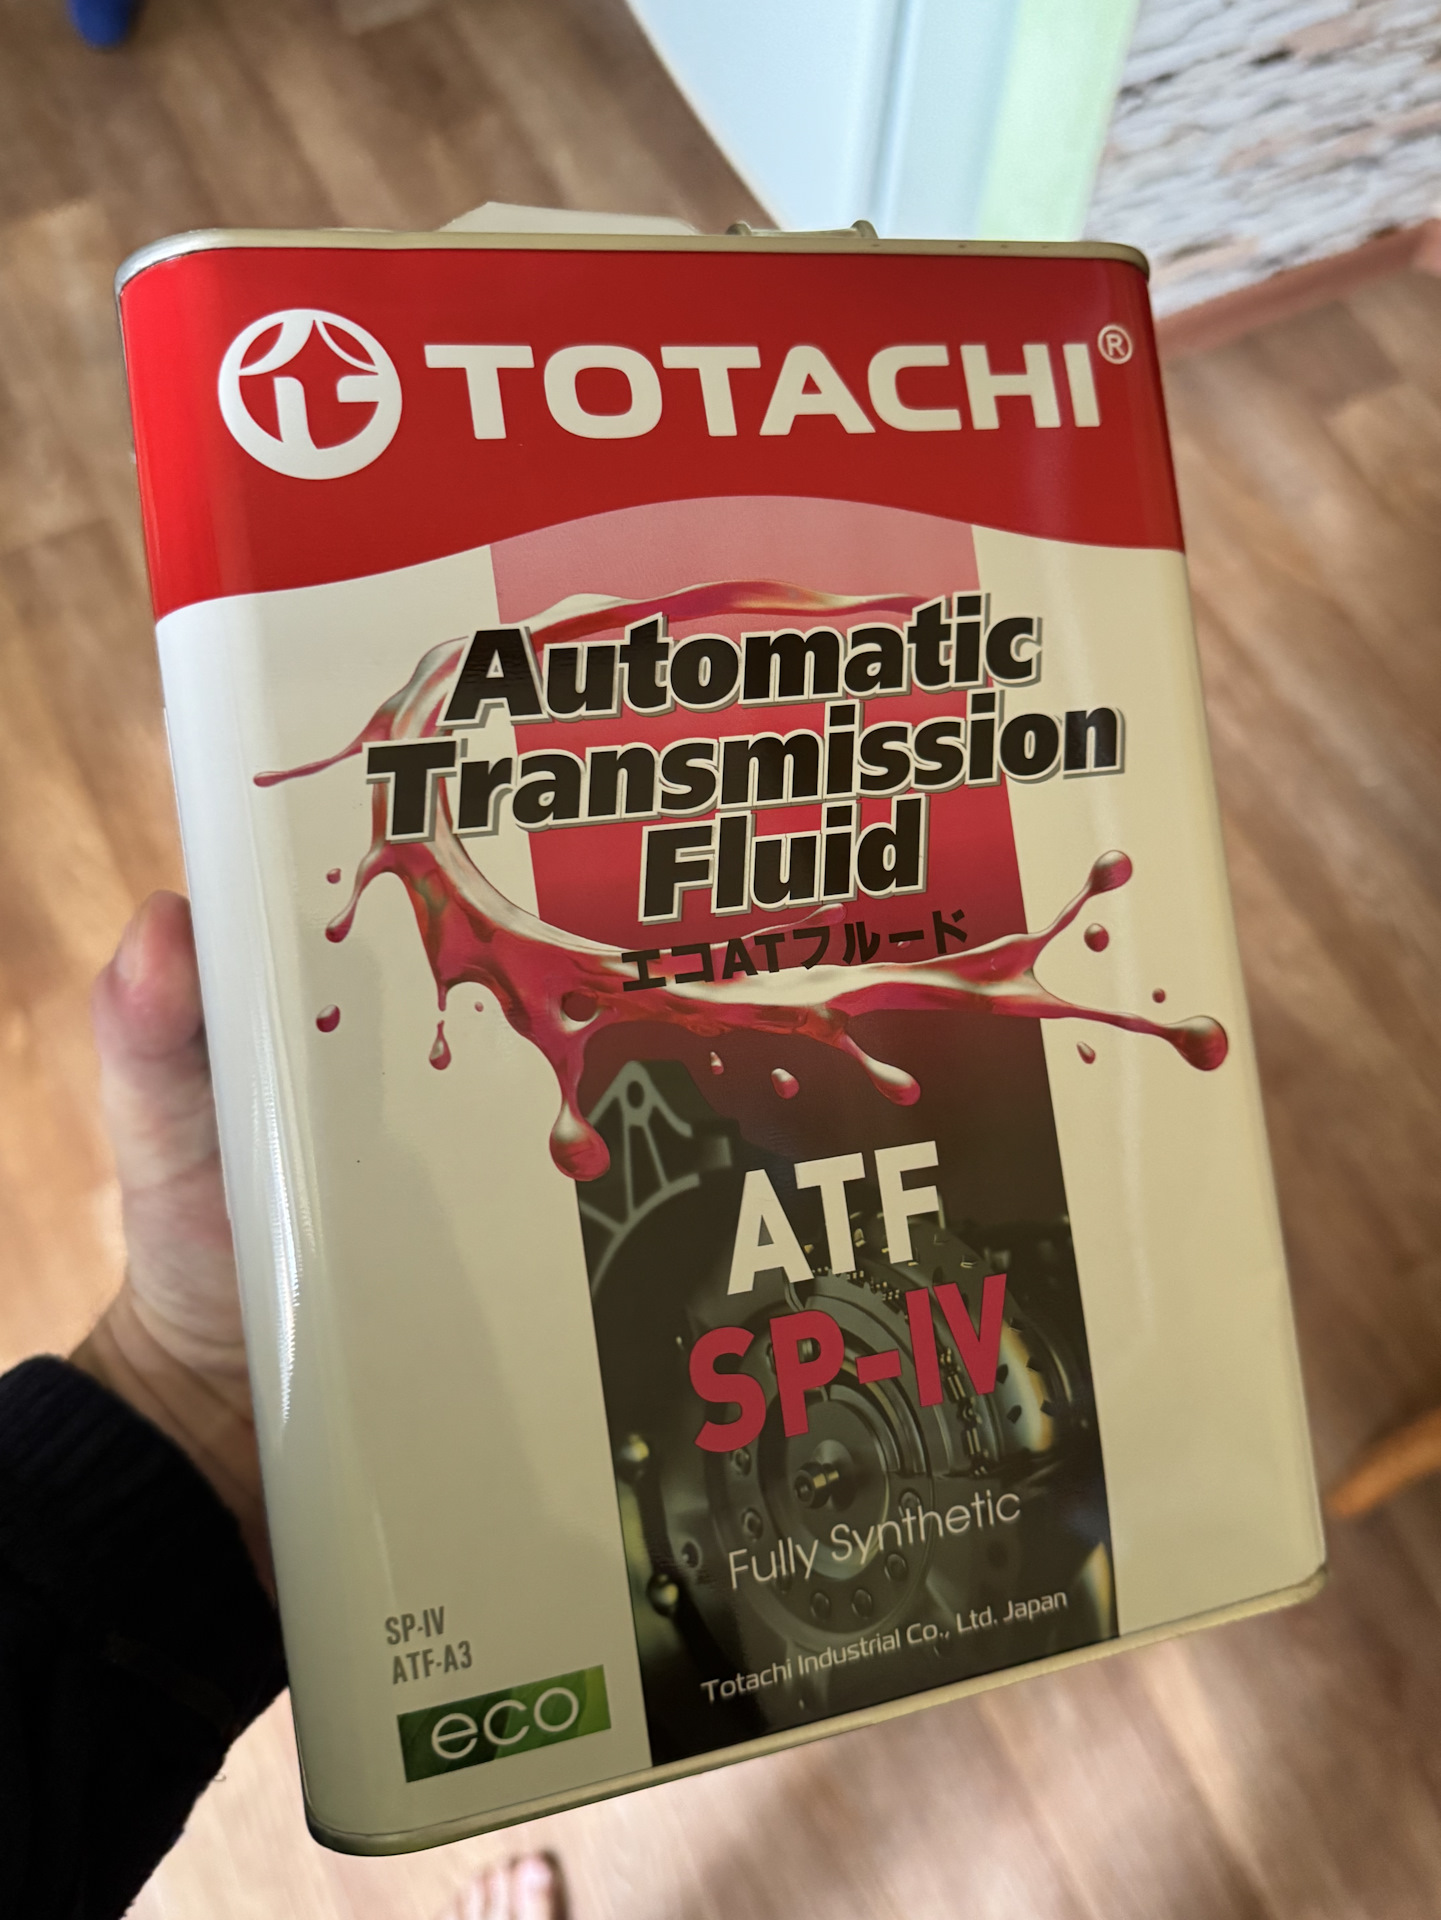 TOTACHI®
Automatic
Transmission
Fluid
エコATフルード
ATF
SP-IV
Fully Synthetic
Totachi Industrial Co., Ltd. Japan
SP-IV
ATF-A3
eco